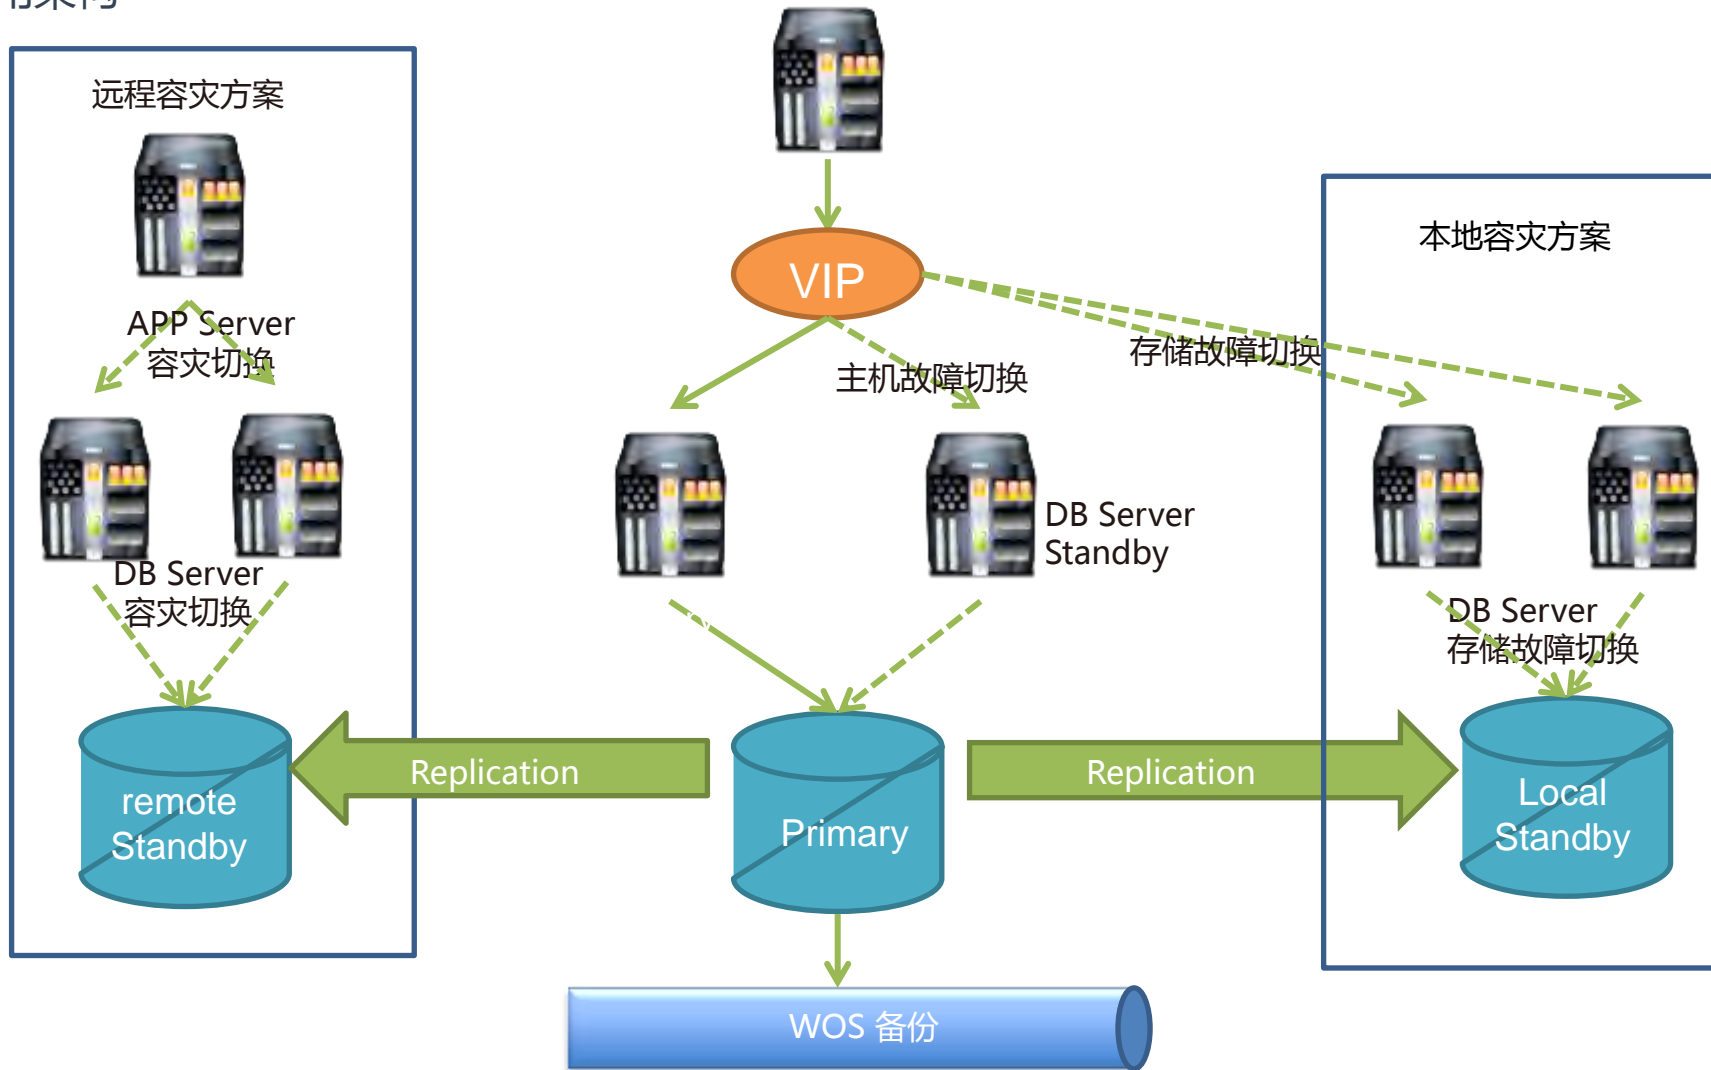 远程容灾方案
APP Server
容灾切换
DB Server
容灾切换
remote
Standby
Replication
VIP
主机故障切换
存储故障切换
DB Server
Standby
Primary
Replication
本地容灾方案
DB Server
存储故障切换
Local
Standby
WOS 备份